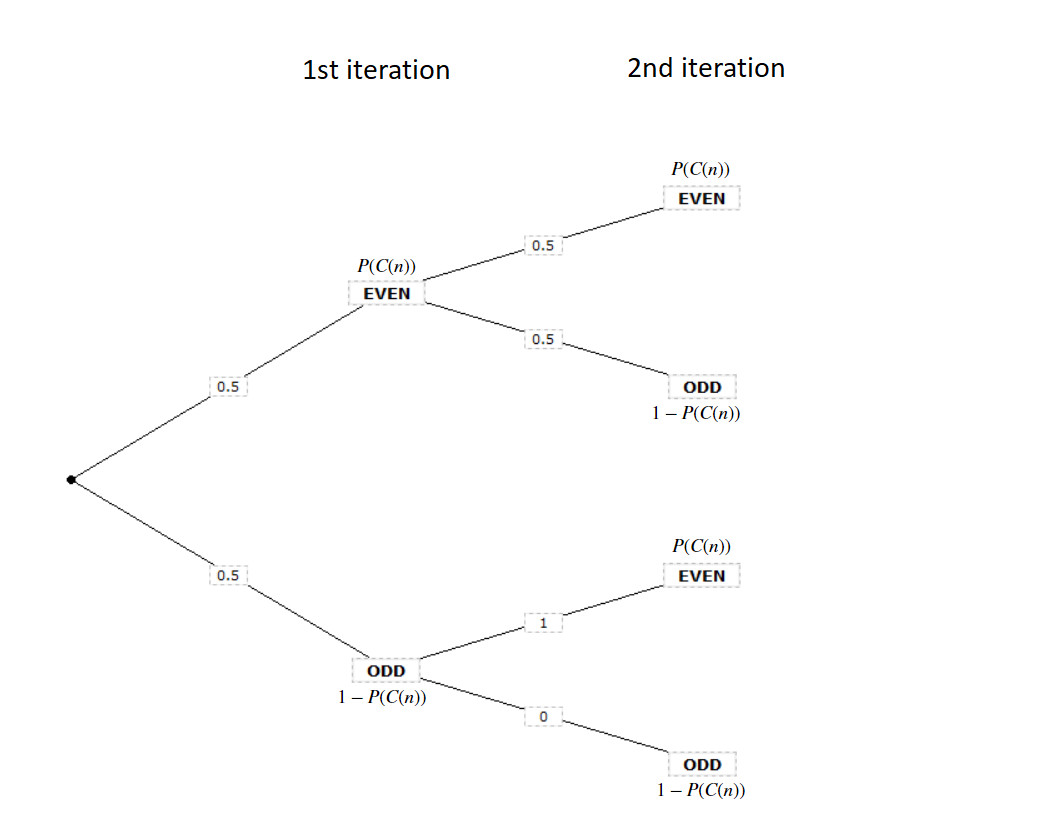 1st iteration
2nd iteration
P(C(n))
EVEN
0.5
P(C(n))
EVEN
0.5
ODD
1 − P(C(n))
0.5
0.5
P(C(n))
EVEN
1
ODD
1 − P(C(n))
0
ODD
1 − P(C(n))